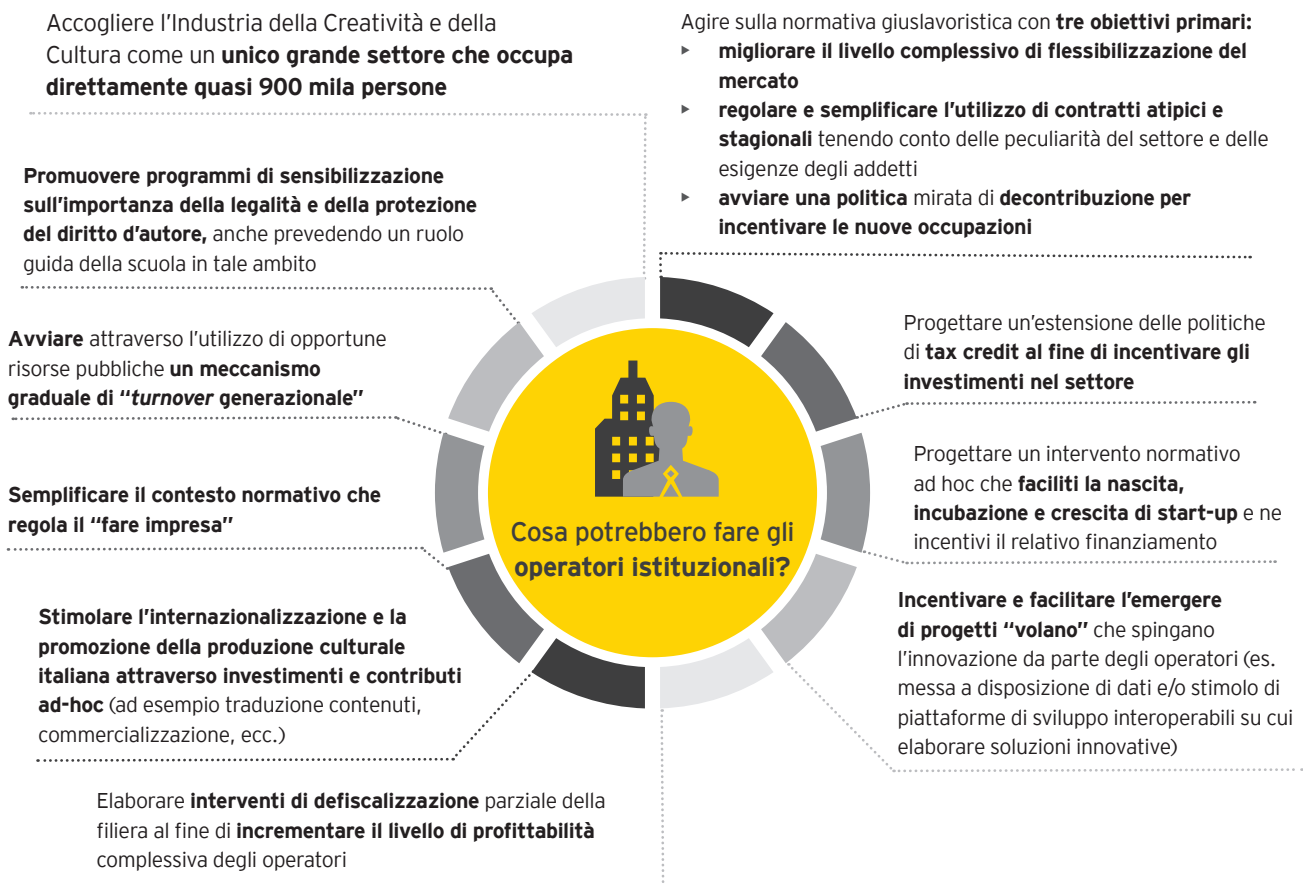 Accogliere l'Industria della Creatività e della
Cultura come un unico grande settore che occupa
direttamente quasi 900 mila persone
Agire sulla normativa giuslavoristica con tre obiettivi primari:
▸ migliorare il livello complessivo di flessibilizzazione del
mercato
▸ regolare e semplificare l'utilizzo di contratti atipici e
stagionali tenendo conto delle peculiarità del settore e delle
esigenze degli addetti
▸ avviare una politica mirata di decontribuzione per
incentivare le nuove occupazioni
Promuovere programmi di sensibilizzazione
sull'importanza della legalità e della protezione
del diritto d'autore, anche prevedendo un ruolo
guida della scuola in tale ambito
Progettare un'estensione delle politiche
di tax credit al fine di incentivare gli
investimenti nel settore
Avviare attraverso l'utilizzo di opportune
risorse pubbliche un meccanismo
graduale di "turnover generazionale"
Progettare un intervento normativo
ad hoc che faciliti la nascita,
incubazione e crescita di start-up e ne
incentivi il relativo finanziamento
Semplificare il contesto normativo che
regola il "fare impresa"
Cosa potrebbero fare gli
operatori istituzionali?
Incentivare e facilitare l'emergere
di progetti "volano" che spingano
l'innovazione da parte degli operatori (es.
messa a disposizione di dati e/o stimolo di
piattaforme di sviluppo interoperabili su cui
elaborare soluzioni innovative)
Stimolare l'internazionalizzazione e la
promozione della produzione culturale
italiana attraverso investimenti e contributi
ad-hoc (ad esempio traduzione contenuti,
commercializzazione, ecc.)
Elaborare interventi di defiscalizzazione parziale della
filiera al fine di incrementare il livello di profittabilità
complessiva degli operatori